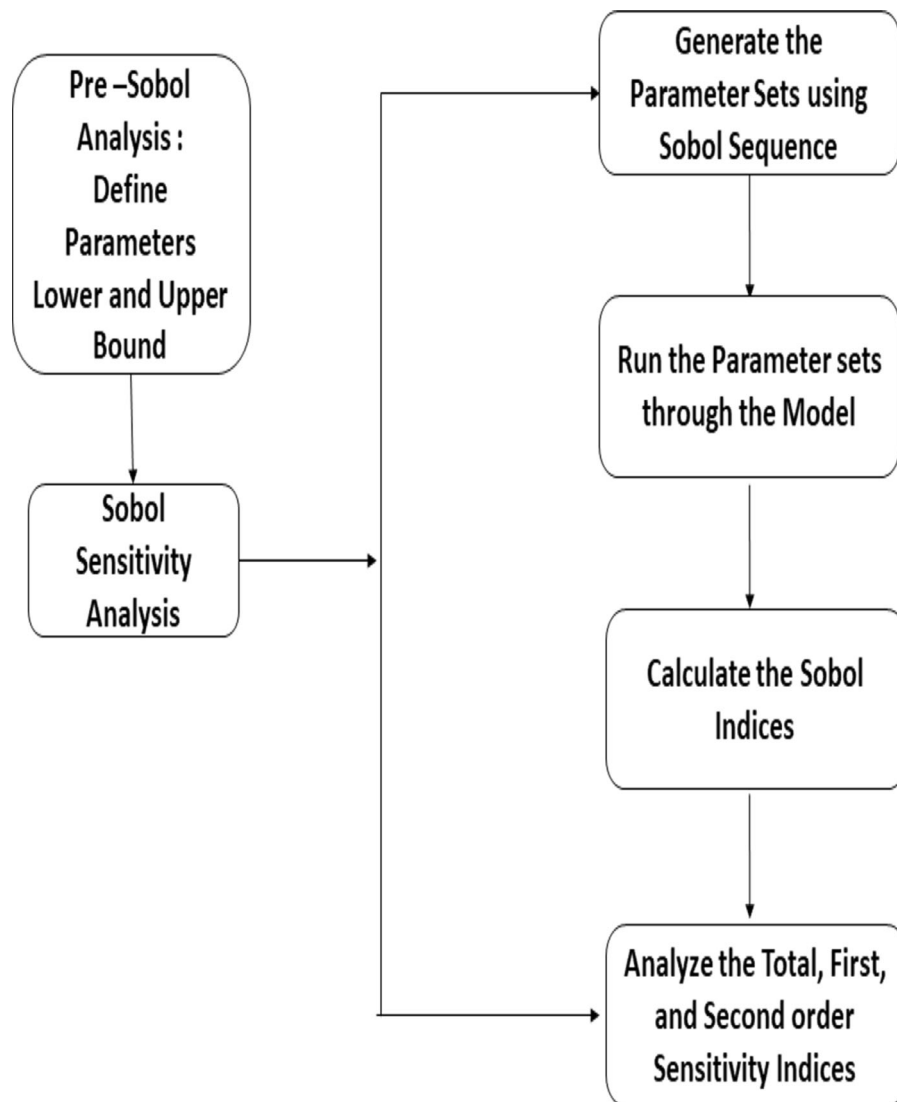 Pre –Sobol
Analysis :
Define
Parameters
Lower and Upper
Bound
Sobol
Sensitivity
Analysis
Generate the
Parameter Sets using
Sobol Sequence
Run the Parameter sets
through the Model
Calculate the Sobol
Indices
Analyze the Total, First,
and Second order
Sensitivity Indices